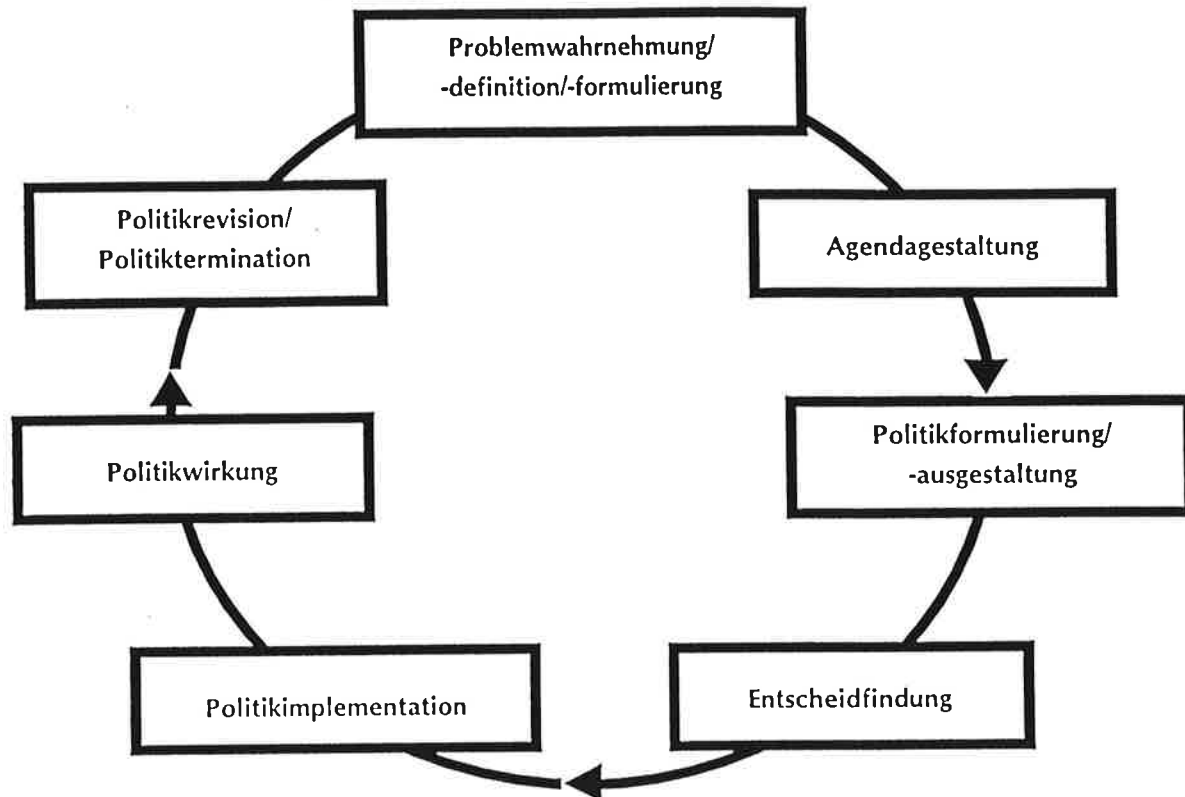 Problemwahrnehmung/
-definition/-formulierung
Agendagestaltung
Politikformulierung/
-ausgestaltung
Entscheidfindung
Politikimplementation
Politikwirkung
Politikrevision/
Politiktermination